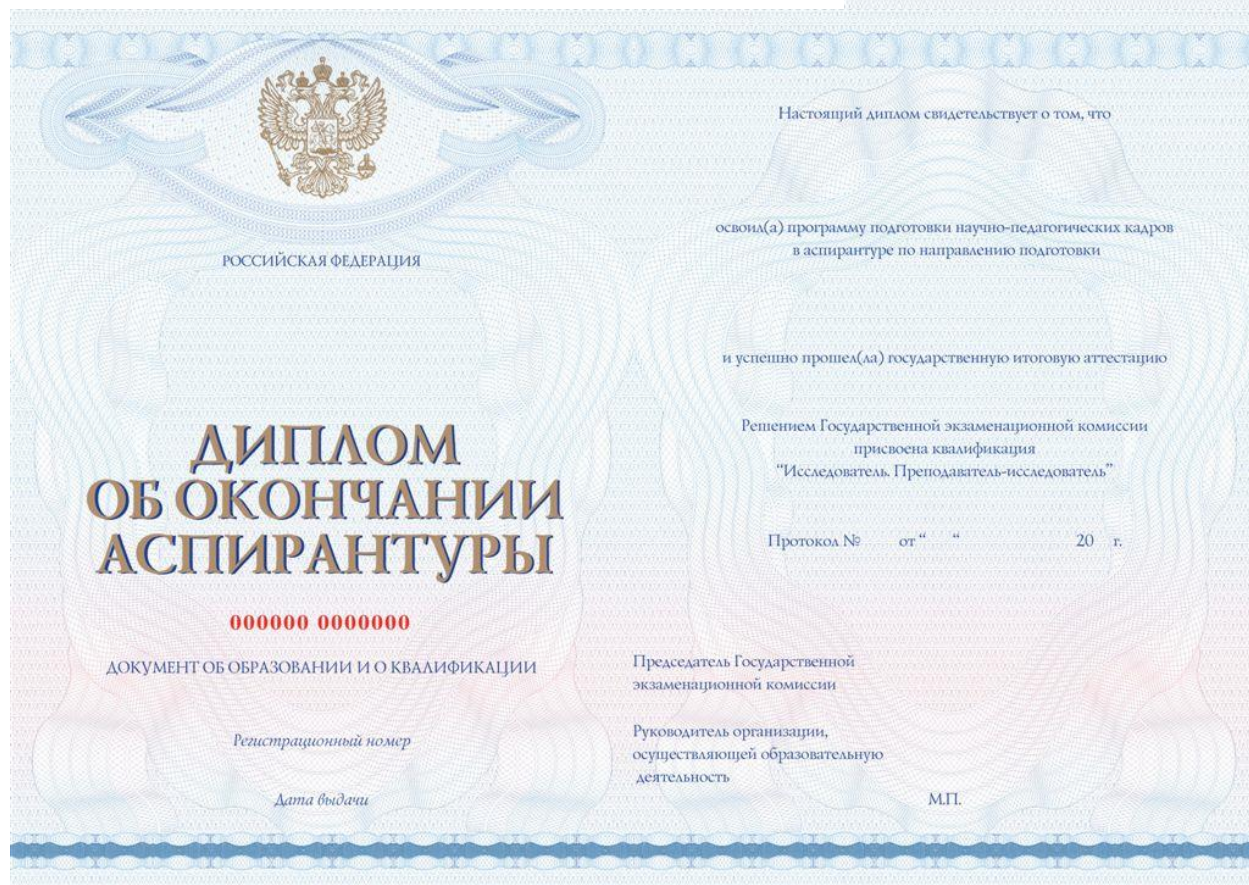 РОССИЙСКАЯ ФЕДЕРАЦИЯ
ДИПЛОМ
ОБ ОКОНЧАНИИ
АСПИРАНТУРЫ
000000 0000000
ДОКУМЕНТ ОБ ОБРАЗОВАНИИ И О КВАЛИФИКАЦИИ
Регистрационный номер
Дата выдачи
Настоящий диплом свидетельствует о том, что
освоил(а) программу подготовки научно-педагогических кадров
в аспирантуре по направлению подготовки
и успешно прошел(ла) государственную итоговую аттестацию
Решением Государственной экзаменационной комиссии
присвоена квалификация
“Исследователь. Преподаватель-исследователь”
Протокол № от “ “ 20 г.
Председатель Государственной
экзаменационной комиссии
Руководитель организации,
осуществляющей образовательную
деятельность
М.П.